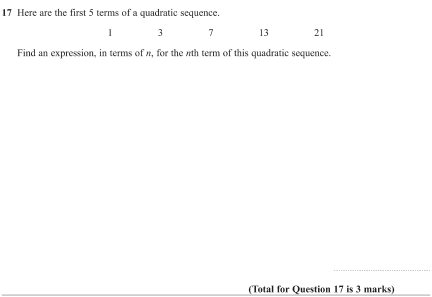 17 Here are the first 5 terms of a quadratic sequence.
1 3 7 13 21
Find an expression, in terms of n, for the nth term of this quadratic sequence.
(Total for Question 17 is 3 marks)